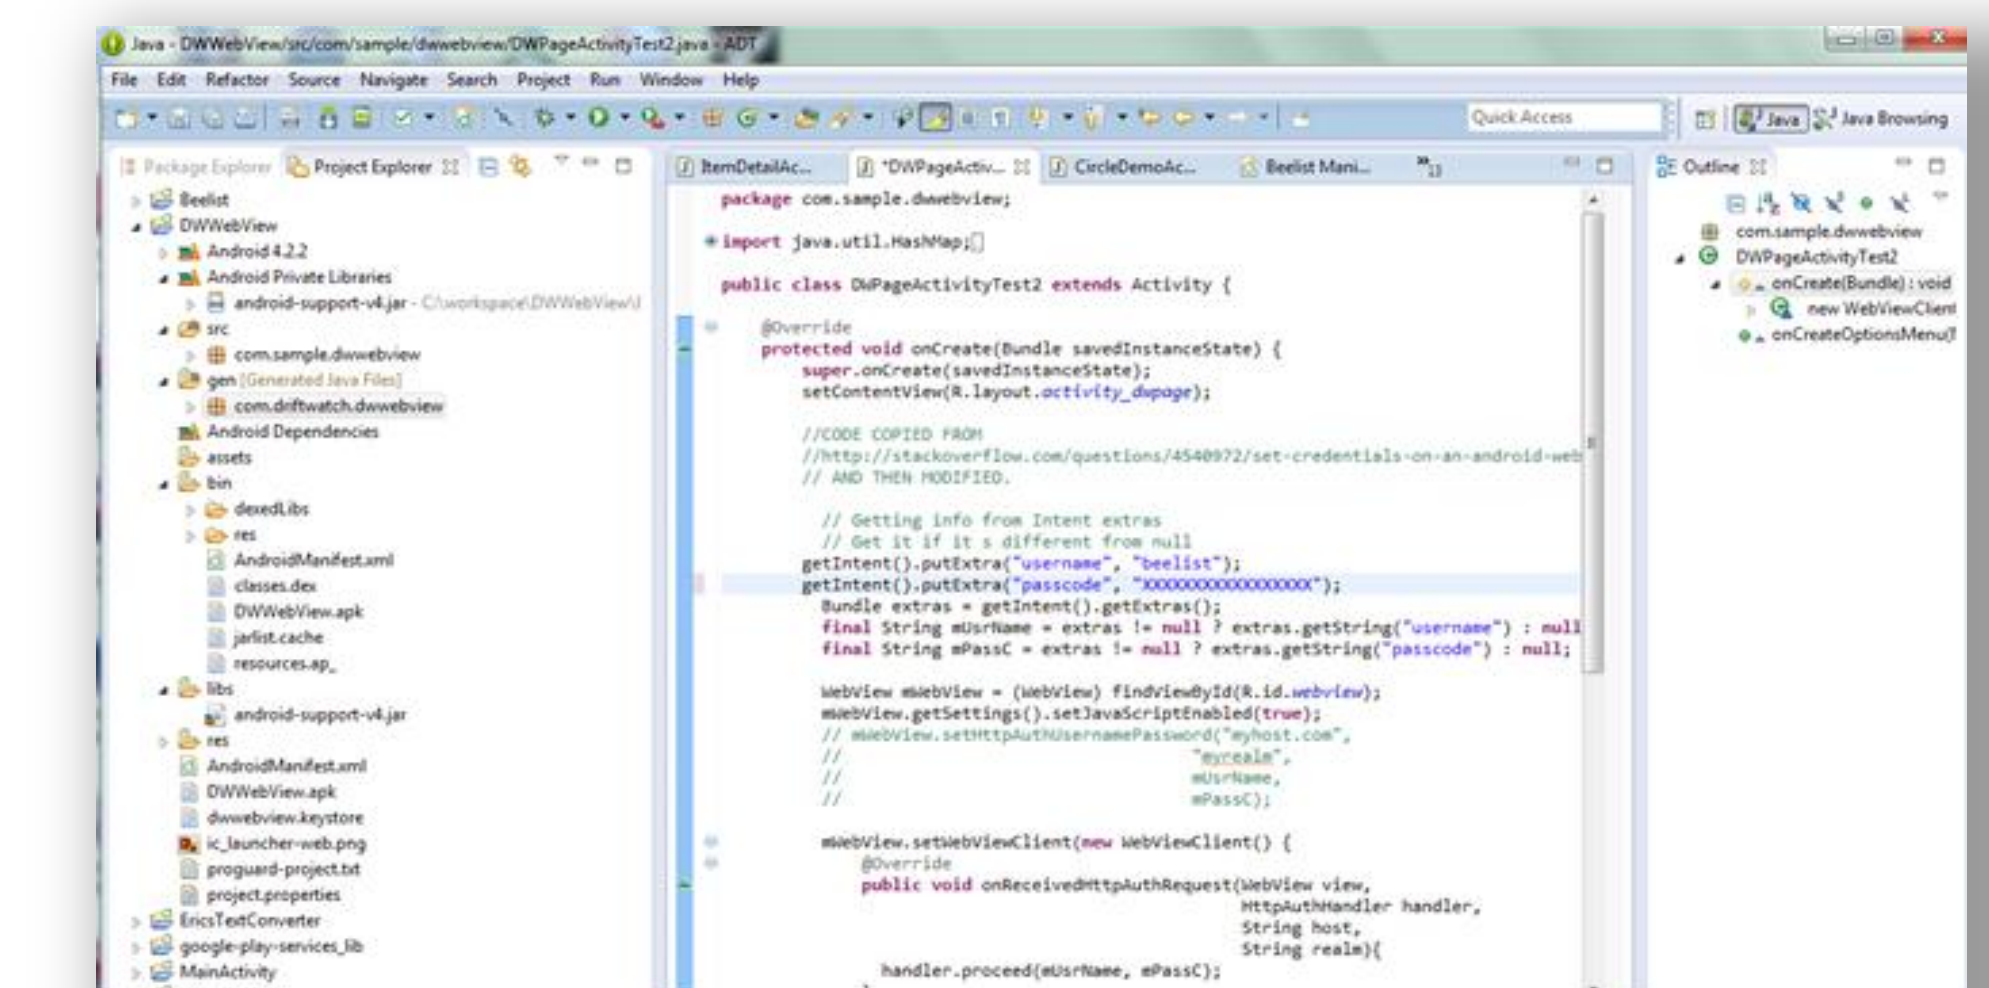 Java - DWWebView/src/com/sample/dwwebview/DWPageActivityTest2.java - ADT
File Edit Refactor Source Navigate Search Project Run Window Help
Quick Access
Java
Java Browsing
Package Explorer
Project Explorer
Beelist
DWWebView
Android 4.2.2
Android Private Libraries
android-support-v4.jar - C:\workspace\DWWebView\l
src
com.sample.dwwebview
gen [Generated Java Files]
com.driftwatch.dwwebview
Android Dependencies
assets
bin
dexedLibs
res
AndroidManifest.xml
classes.dex
DWWebView.apk
jarlist.cache
resources.ap_
libs
android-support-v4.jar
res
AndroidManifest.xml
DWWebView.apk
dwwebview.keystore
ic_launcher-web.png
proguard-project.txt
project.properties
EricsTextConverter
google-play-services_lib
MainActivity
ItemDetailAc...
*DWPageActiv...
CircleDemoAc...
Beelist Mani...
»13
package com.sample.dwwebview;
import java.util.HashMap;
public class DWPageActivityTest2 extends Activity {
@Override
protected void onCreate(Bundle savedInstanceState) {
super.onCreate(savedInstanceState);
setContentView(R.layout.activity_dwpage);
//CODE COPIED FROM
//http://stackoverflow.com/questions/4540972/set-credentials-on-an-android-web
// AND THEN MODIFIED.
// Getting info from Intent extras
// Get it if it s different from null
getIntent().putExtra("username", "beelist");
getIntent().putExtra("passcode", "XXXXXXXXXXXXXXXXX");
Bundle extras = getIntent().getExtras();
final String mUsrName = extras != null ? extras.getString("username") : null
final String mPassC = extras != null ? extras.getString("passcode") : null;
WebView mWebView = (WebView) findViewById(R.id.webview);
mWebView.getSettings().setJavaScriptEnabled(true);
// mWebView.setHttpAuthUsernamePassword("myhost.com",
// "myrealm",
// mUsrName,
// mPassC);
mWebView.setWebViewClient(new WebViewClient() {
@Override
public void onReceivedHttpAuthRequest(WebView view,
HttpAuthHandler handler,
String host,
String realm){
handler.proceed(mUsrName, mPassC);
Outline
com.sample.dwwebview
DWPageActivityTest2
onCreate(Bundle) : void
new WebViewClient
onCreateOptionsMenu(